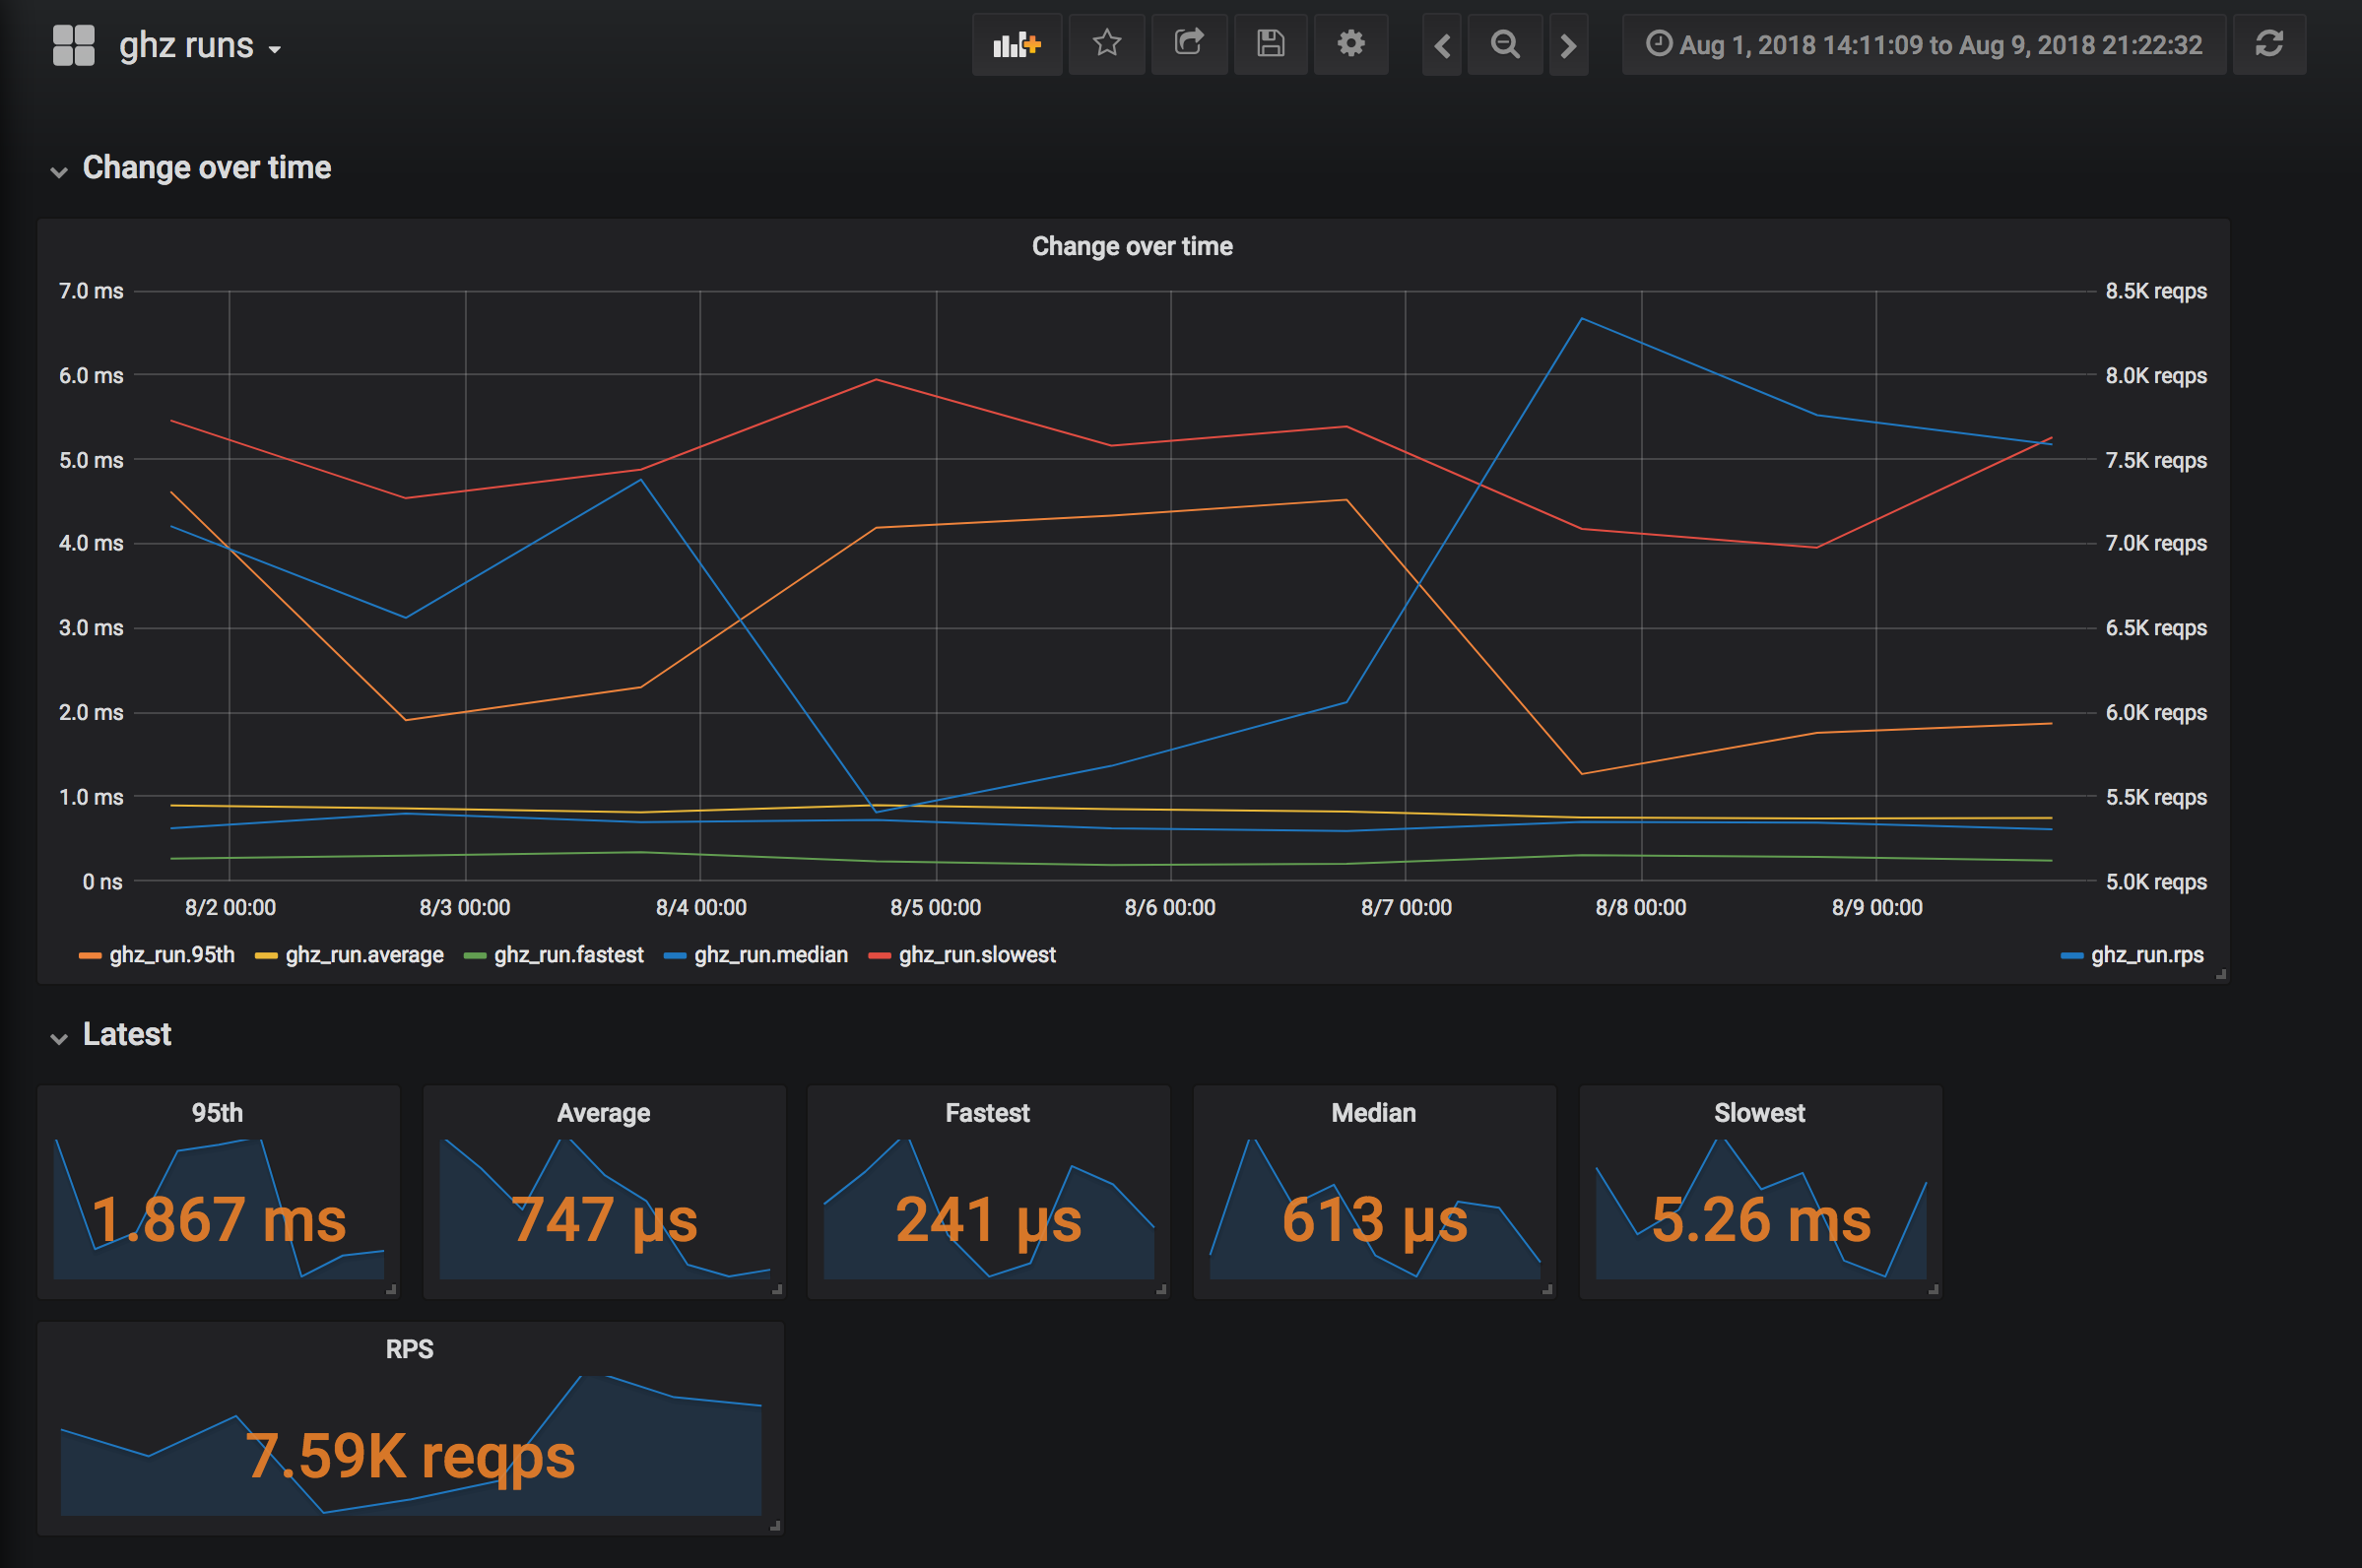 ghz runs
Aug 1, 2018 14:11:09 to Aug 9, 2018 21:22:32
Change over time
Change over time
7.0 ms
6.0 ms
5.0 ms
4.0 ms
3.0 ms
2.0 ms
1.0 ms
0 ns
8.5K reqps
8.0K reqps
7.5K reqps
7.0K reqps
6.5K reqps
6.0K reqps
5.5K reqps
5.0K reqps
8/2 00:00 8/3 00:00 8/4 00:00 8/5 00:00 8/6 00:00 8/7 00:00 8/8 00:00 8/9 00:00
ghz_run.95th ghz_run.average ghz_run.fastest ghz_run.median ghz_run.slowest ghz_run.rps
Latest
95th
1.867 ms
Average
747 µs
Fastest
241 µs
Median
613 µs
Slowest
5.26 ms
RPS
7.59K reqps